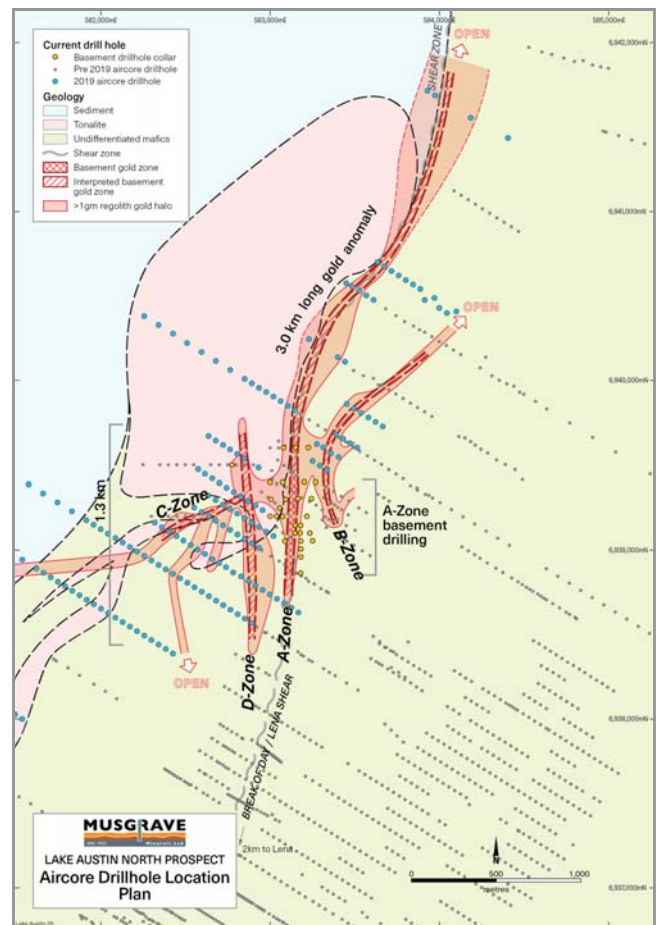 582,000mE
583,000mE
584,000mE
585,000mE
Current drill hole
Basement drillhole collar
Pre 2019 aircore drillhole
2019 aircore drillhole
Geology
Sediment
Tonalite
Undifferentiated mafics
Shear zone
Basement gold zone
Interpreted basement
gold zone
>1gm regolith gold halo
OPEN
SHEAR ZONE
6,942,000mN
6,941,000mN
3.0 km long gold anomaly
OPEN
6,940,000mN
1.3 km
C-Zone
A-Zone
basement
drilling
B-Zone
6,939,000mN
OPEN
D-Zone
A-Zone
BREAK OF DAY / LENA SHEAR
6,938,000mN
2km to Lena
MUSGRAVE
Minerals Ltd
LAKE AUSTIN NORTH PROSPECT
Aircore Drillhole Location
Plan
N
0 500 1,000
metres
6,937,000mN